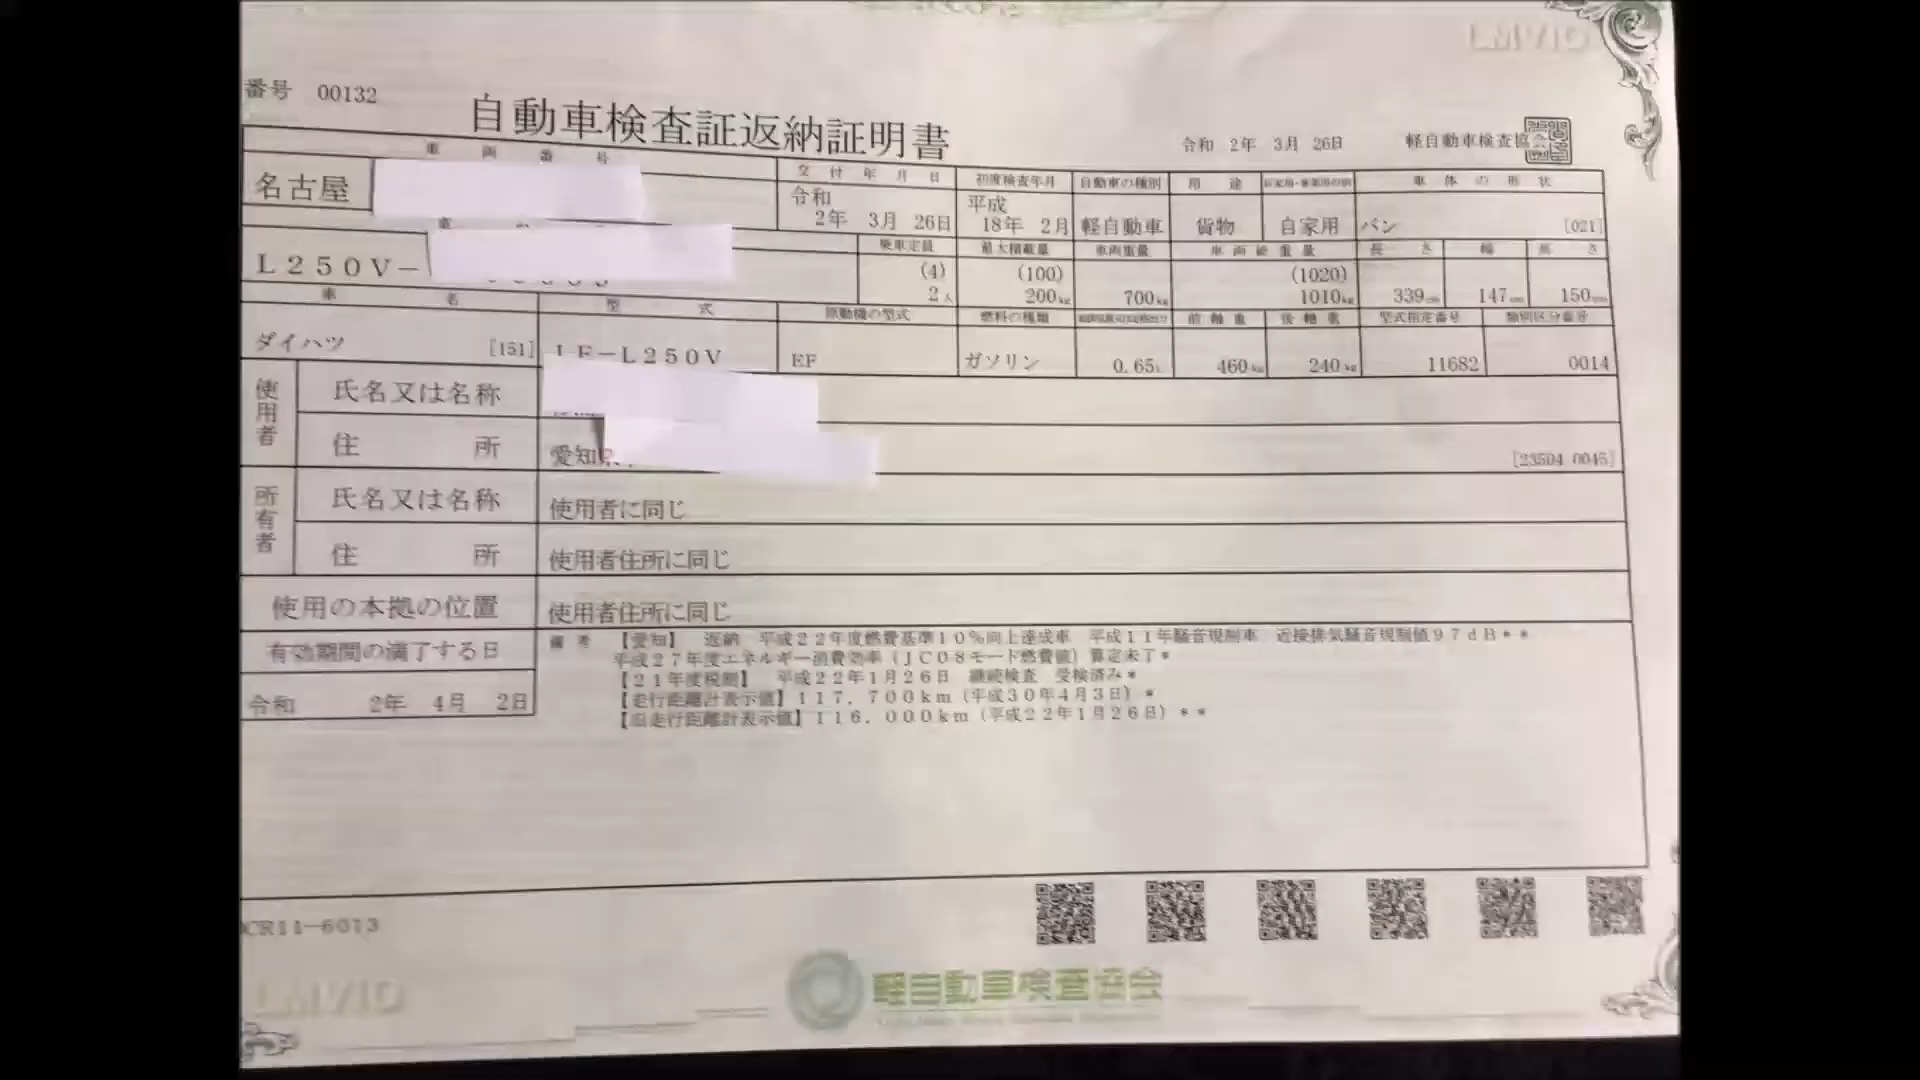 LMVIO
番号 00132
自動車検査証返納証明書
令和 2年 3月 26日 軽自動車検査協会
車両番号 交付年月日 初度検査年月 自動車の種別 用途 自家用・事業用の別 車体の形状
名古屋 令和 2年 3月 26日 平成 18年 2月 軽自動車 貨物 自家用 バン [021]
乗車定員 最大積載量 車両重量 車両総重量 長さ 幅 高さ
L250V-
(4) (100) (1020)
2人 200kg 700kg 1010kg 339cm 147cm 150cm
車名 型式 原動機の型式 燃料の種類 前軸重 後軸重 型式指定番号 類別区分番号
ダイハツ [151] LE-L250V EF ガソリン 0.65L 460kg 240kg 11682 0014
使用者 氏名又は名称
住所 愛知県 [23504 0045]
所有者 氏名又は名称 使用者に同じ
住所 使用者住所に同じ
使用の本拠の位置 使用者住所に同じ
有効期間の満了する日
令和 2年 4月 2日
備考 【愛知】 返納 平成22年度燃費基準10%向上達成車 平成11年騒音規制車 近接排気騒音規制値97dB**
平成27年度エネルギー消費効率(JC08モード燃費値)算定未了*
【21年度税制】 平成22年1月26日 継続検査 受検済み*
【走行距離計表示値】117,700km(平成30年4月3日)*
【旧走行距離計表示値】116,000km(平成22年1月26日)**
CR11-6013
LMVIO
軽自動車検査協会